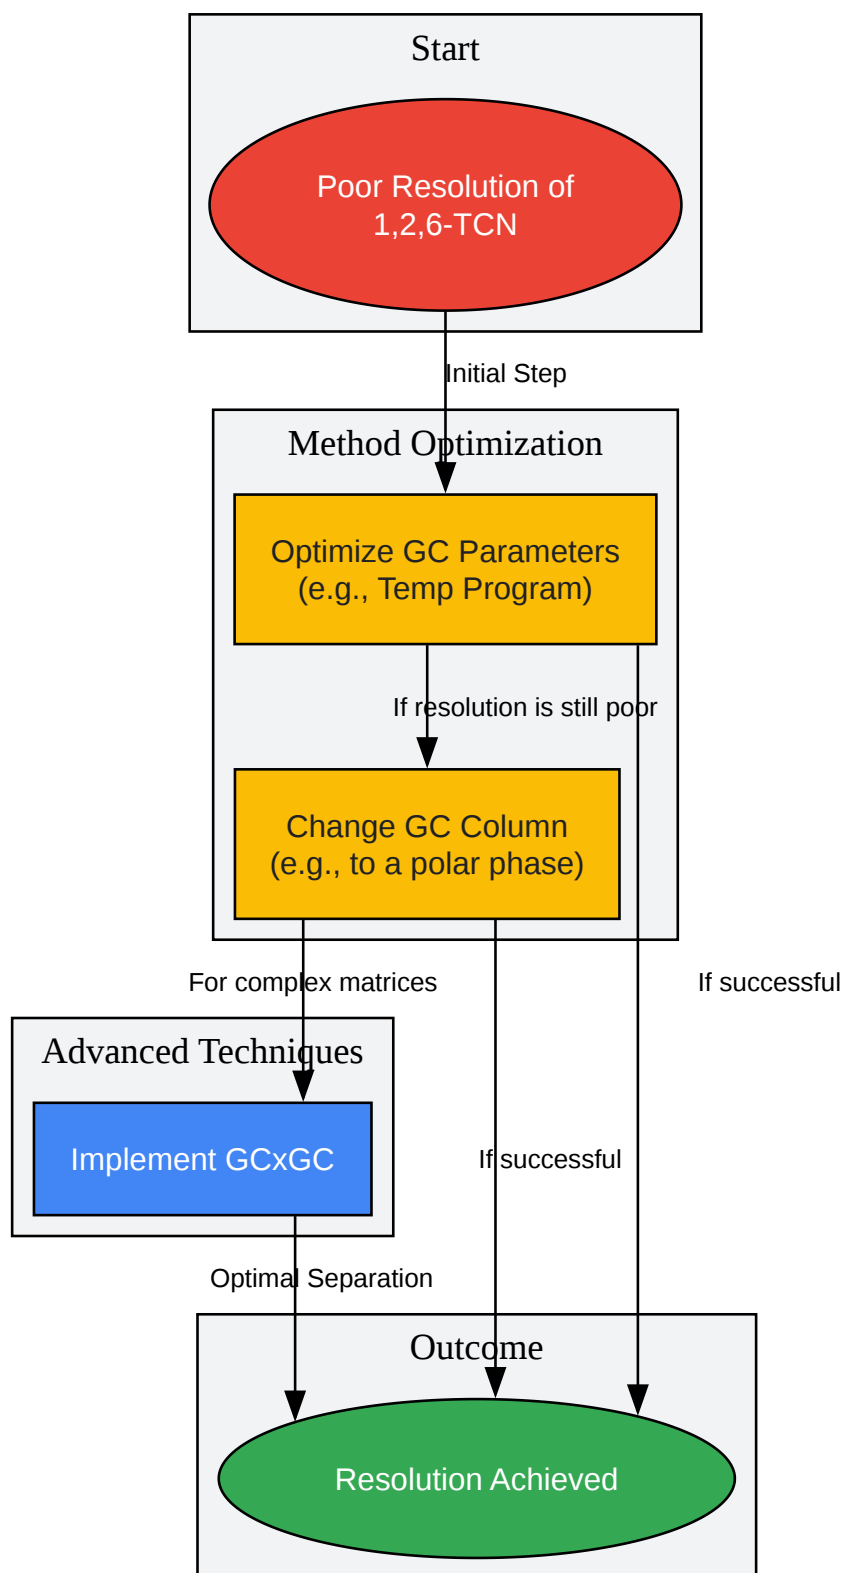 Start
Poor Resolution of
1,2,6-TCN
Initial Step
Method Optimization
Optimize GC Parameters
(e.g., Temp Program)
If resolution is still poor
Change GC Column
(e.g., to a polar phase)
For complex matrices
If successful
Advanced Techniques
Implement GCxGC
If successful
Optimal Separation
Outcome
Resolution Achieved